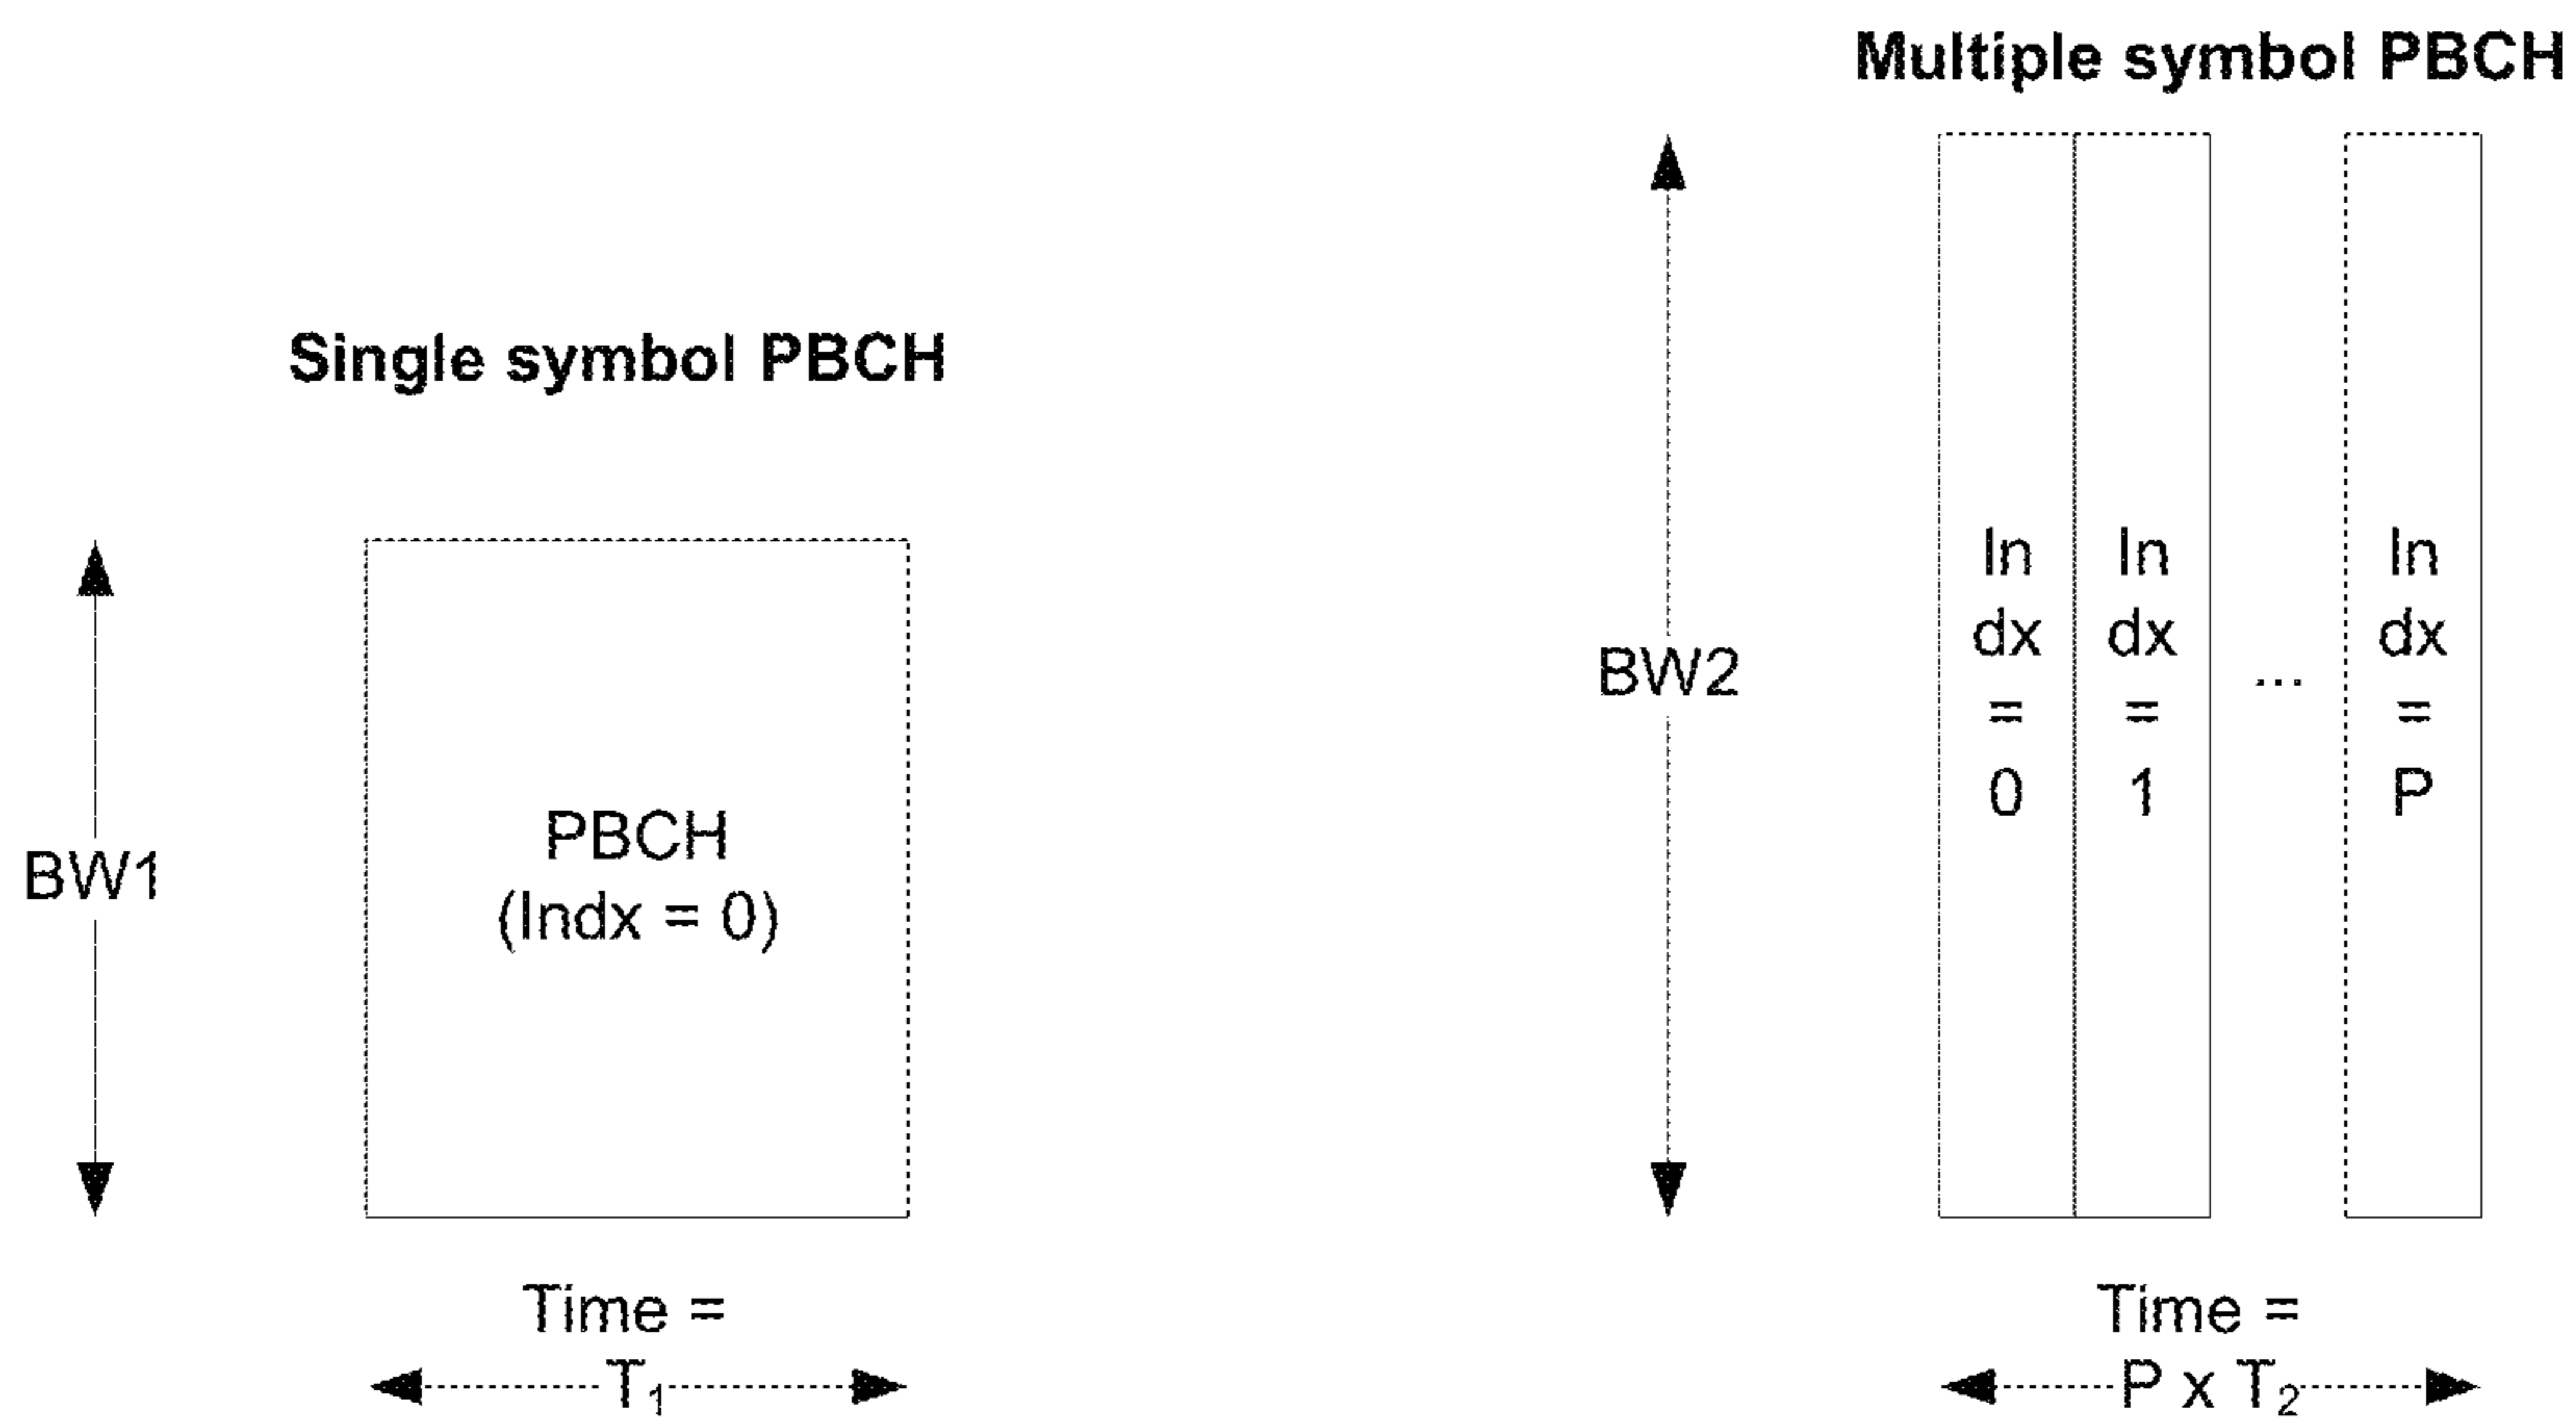 Multiple symbol PBCH
Single symbol PBCH
BW1
PBCH
(Indx = 0)
Time =
T₁
BW2
In
dx
=
0
In
dx
=
1
...
In
dx
=
P
Time =
P x T₂